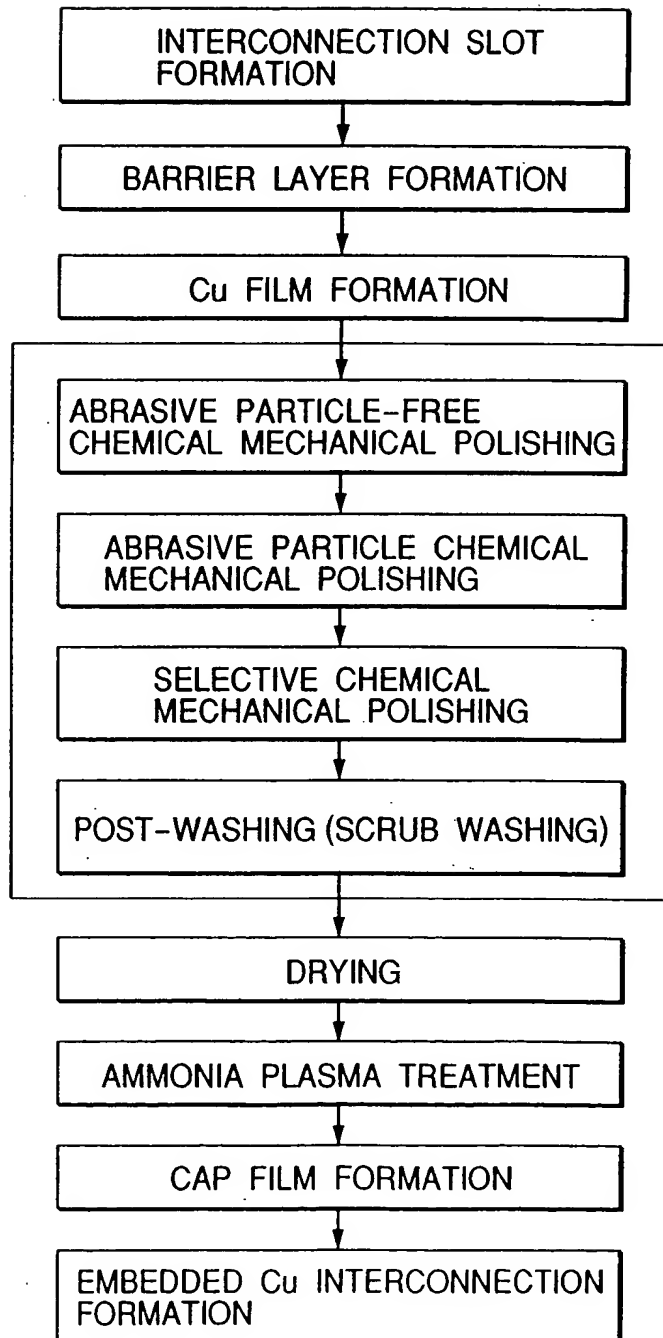 INTERCONNECTION SLOT
FORMATION
BARRIER LAYER FORMATION
Cu FILM FORMATION
ABRASIVE PARTICLE-FREE
CHEMICAL MECHANICAL POLISHING
ABRASIVE PARTICLE CHEMICAL
MECHANICAL POLISHING
SELECTIVE CHEMICAL
MECHANICAL POLISHING
POST-WASHING (SCRUB WASHING)
DRYING
AMMONIA PLASMA TREATMENT
CAP FILM FORMATION
EMBEDDED Cu INTERCONNECTION
FORMATION